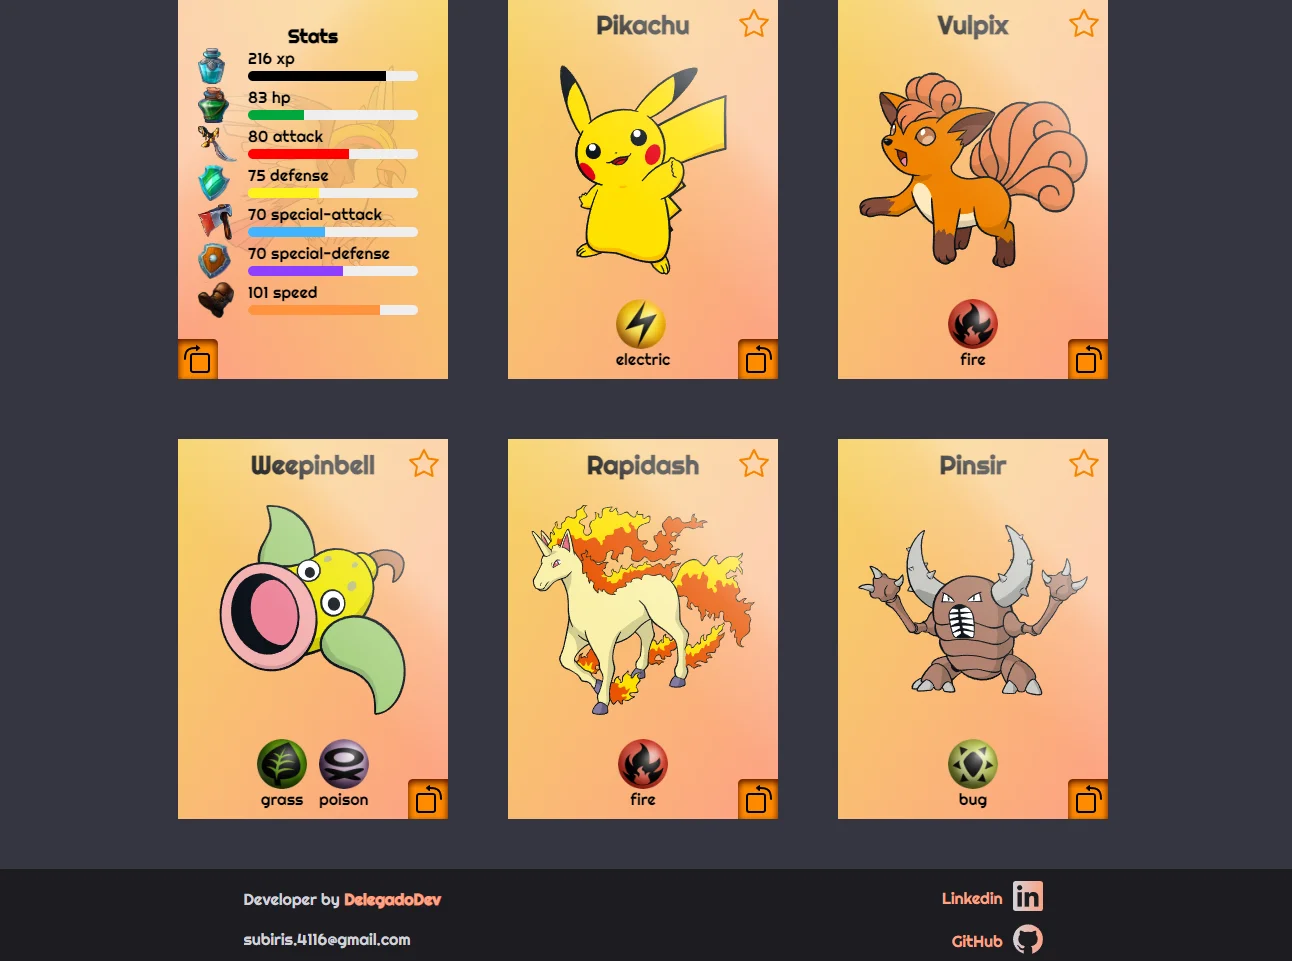 Stats
216 xp
83 hp
80 attack
75 defense
70 special-attack
70 special-defense
101 speed
Pikachu
electric
Vulpix
fire
Weepinbell
grass poison
Rapidash
fire
Pinsir
bug
Developer by DelegadoDev
subiris.4116@gmail.com
Linkedin in
GitHub